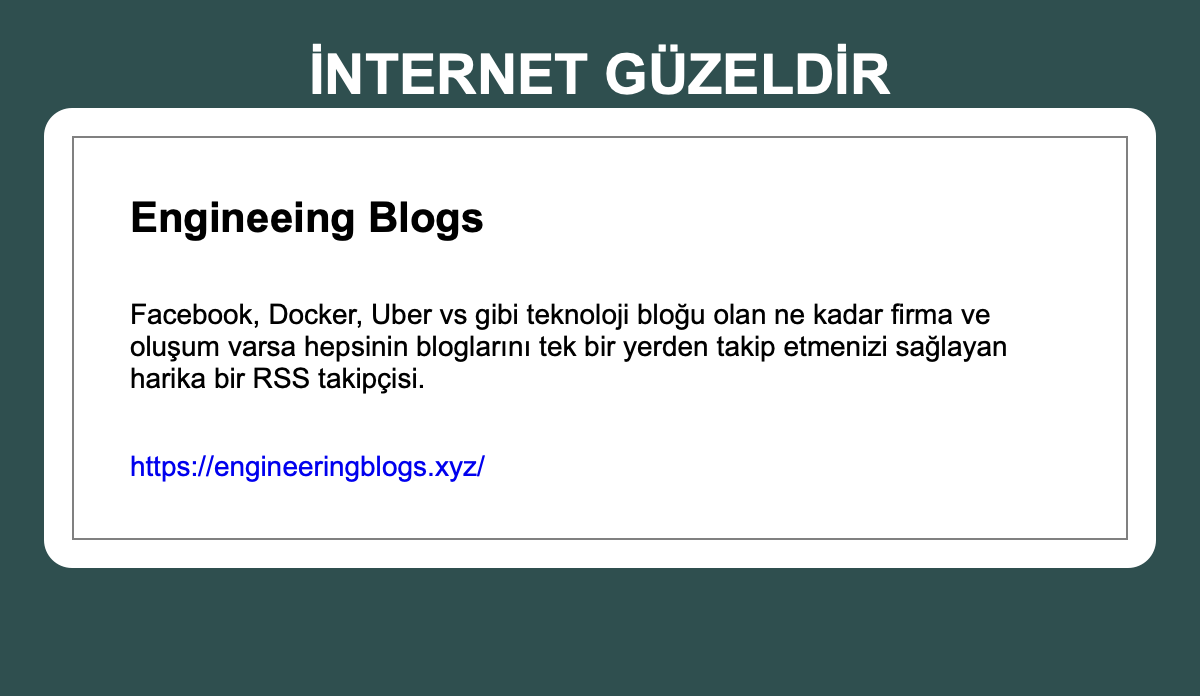 İNTERNET GÜZELDİR
Engineeing Blogs
Facebook, Docker, Uber vs gibi teknoloji bloğu olan ne kadar firma ve
oluşum varsa hepsinin bloglarını tek bir yerden takip etmenizi sağlayan
harika bir RSS takipçisi.
https://engineeringblogs.xyz/